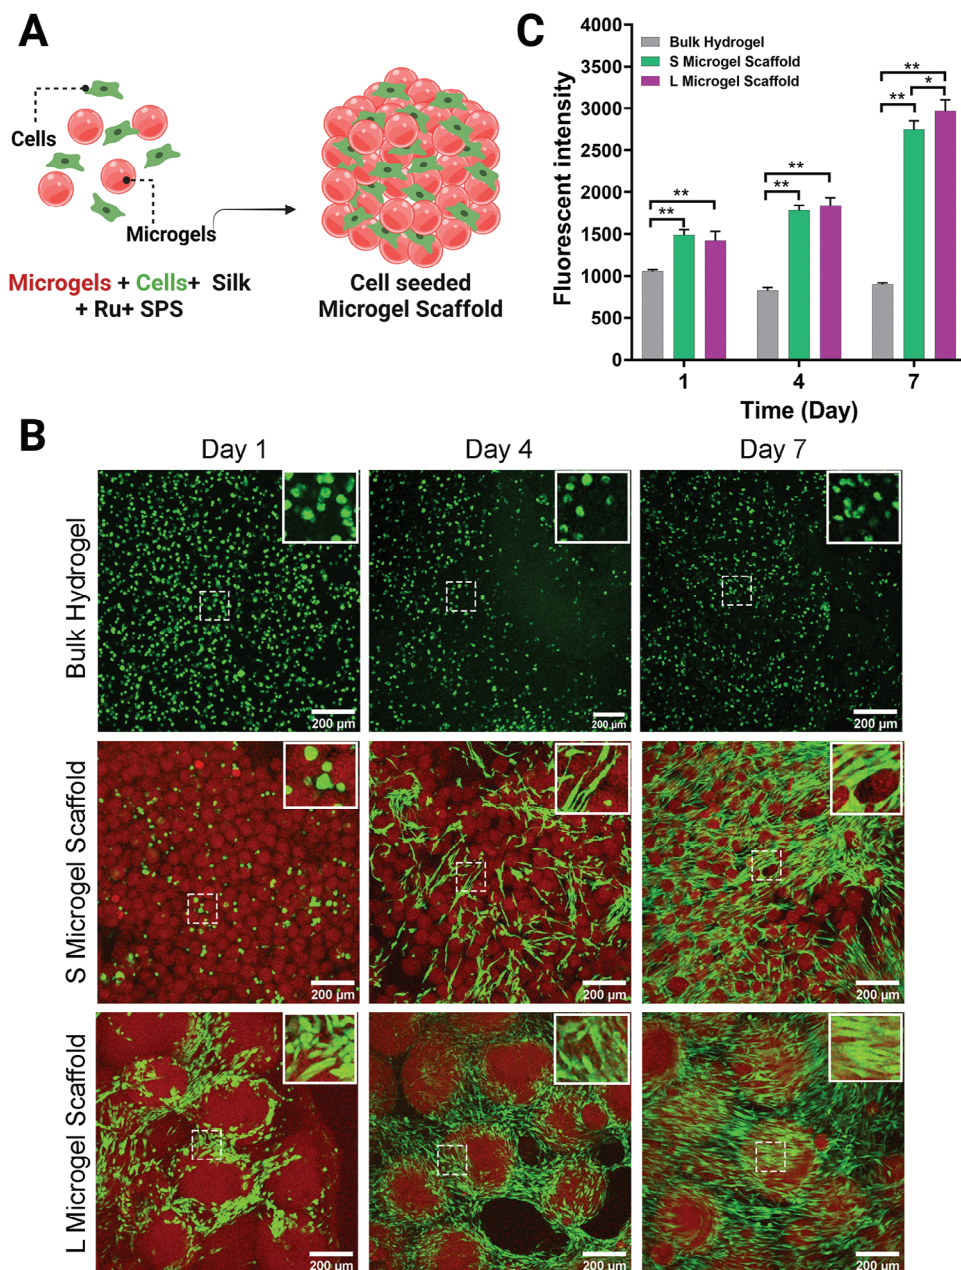 A
Cells
Microgels
Microgels + Cells+ Silk
+ Ru+ SPS
Cell seeded
Microgel Scaffold
C
Fluorescent intensity
4000
3500
3000
2500
2000
1500
1000
500
0
Bulk Hydrogel
S Microgel Scaffold
L Microgel Scaffold
**
**
**
**
**
**
*
1
4
7
Time (Day)
B
Day 1
Day 4
Day 7
Bulk Hydrogel
200 µm
200 µm
200 µm
S Microgel Scaffold
200 µm
200 µm
200 µm
L Microgel Scaffold
200 µm
200 µm
200 µm